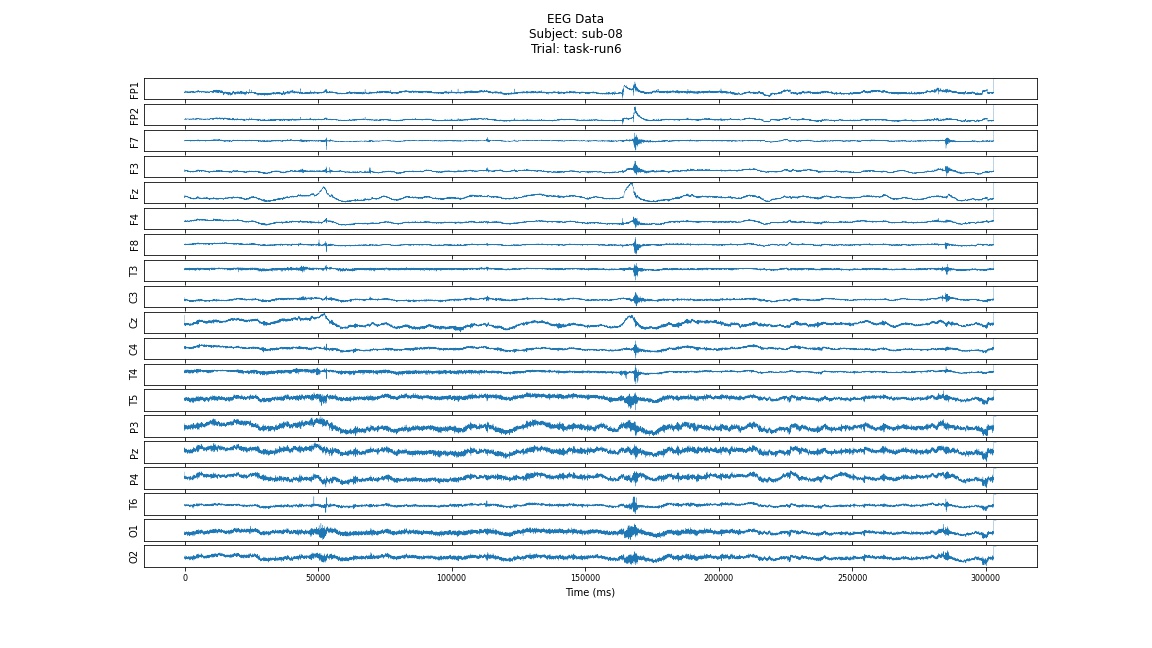 EEG Data
Subject: sub-08
Trial: task-run6
FP1
FP2
F7
F3
Fz
F4
F8
T3
C3
Cz
C4
T4
T5
P3
Pz
P4
T6
O1
O2
0 50000 100000 150000 200000 250000 300000
Time (ms)